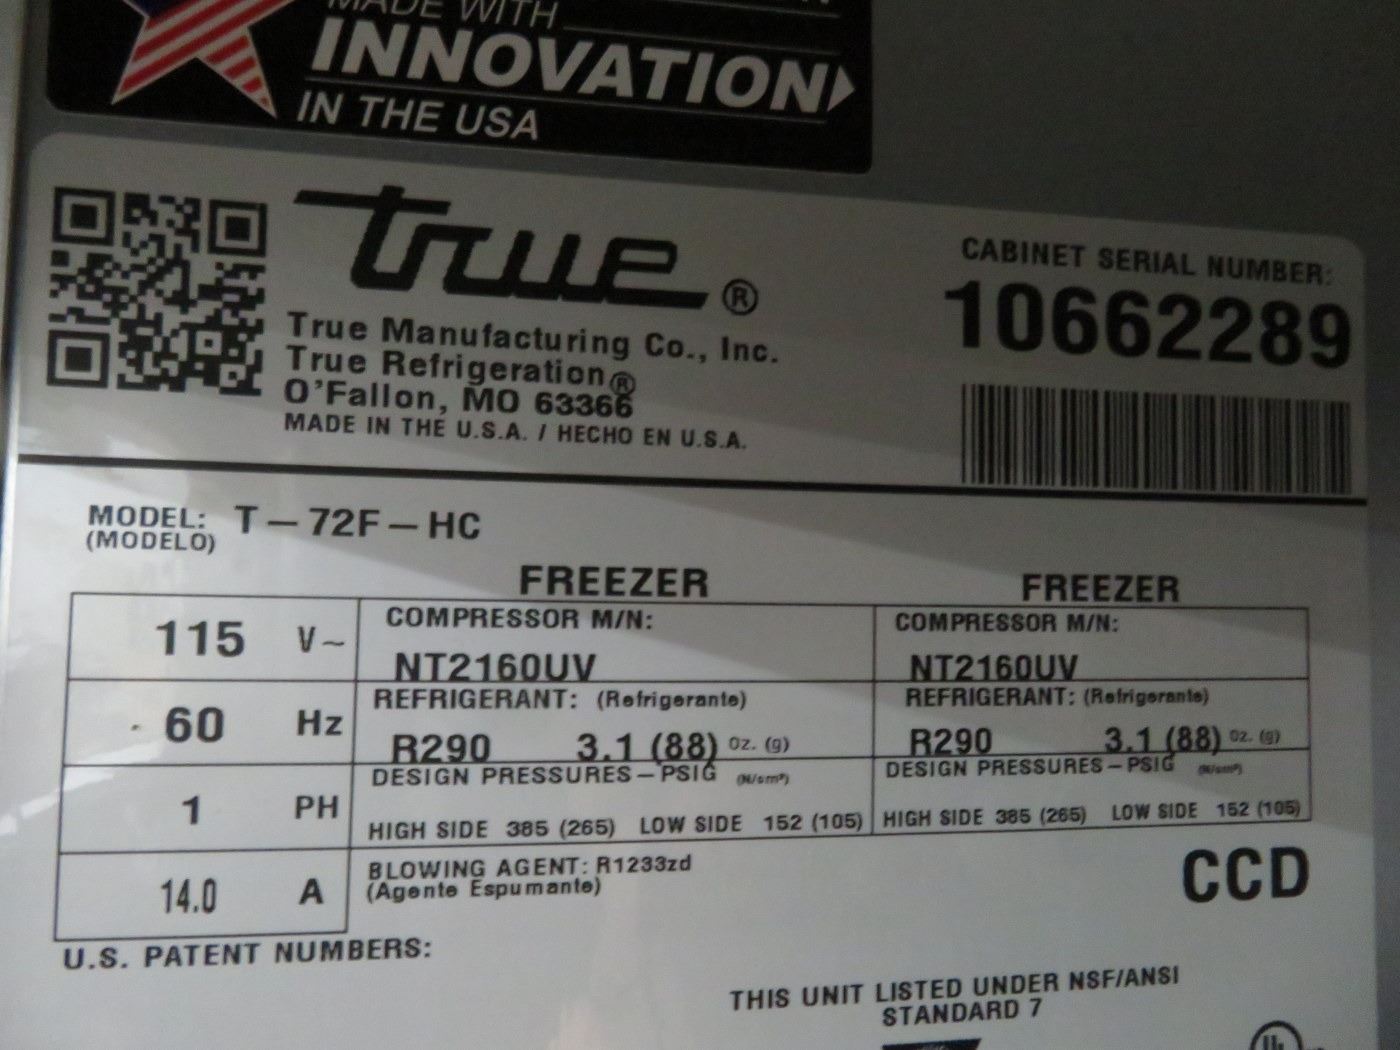 MADE WITH
INNOVATION
IN THE USA
true®
True Manufacturing Co., Inc.
True Refrigeration®
O'Fallon, MO 63366
MADE IN THE U.S.A. / HECHO EN U.S.A.
CABINET SERIAL NUMBER:
10662289
MODEL: T-72F-HC
(MODELO)
FREEZER
FREEZER
115 V~
60 Hz
1 PH
14.0 A
COMPRESSOR M/N:
NT2160UV
REFRIGERANT: (Refrigerante)
R290 3.1 (88) oz. (g)
DESIGN PRESSURES-PSIG (N/cm²)
HIGH SIDE 385 (265) LOW SIDE 152 (105)
COMPRESSOR M/N:
NT2160UV
REFRIGERANT: (Refrigerante)
R290 3.1 (88) oz. (g)
DESIGN PRESSURES-PSIG (N/cm²)
HIGH SIDE 385 (265) LOW SIDE 152 (105)
BLOWING AGENT: R1233zd
(Agente Espumante)
CCD
U.S. PATENT NUMBERS:
THIS UNIT LISTED UNDER NSF/ANSI
STANDARD 7